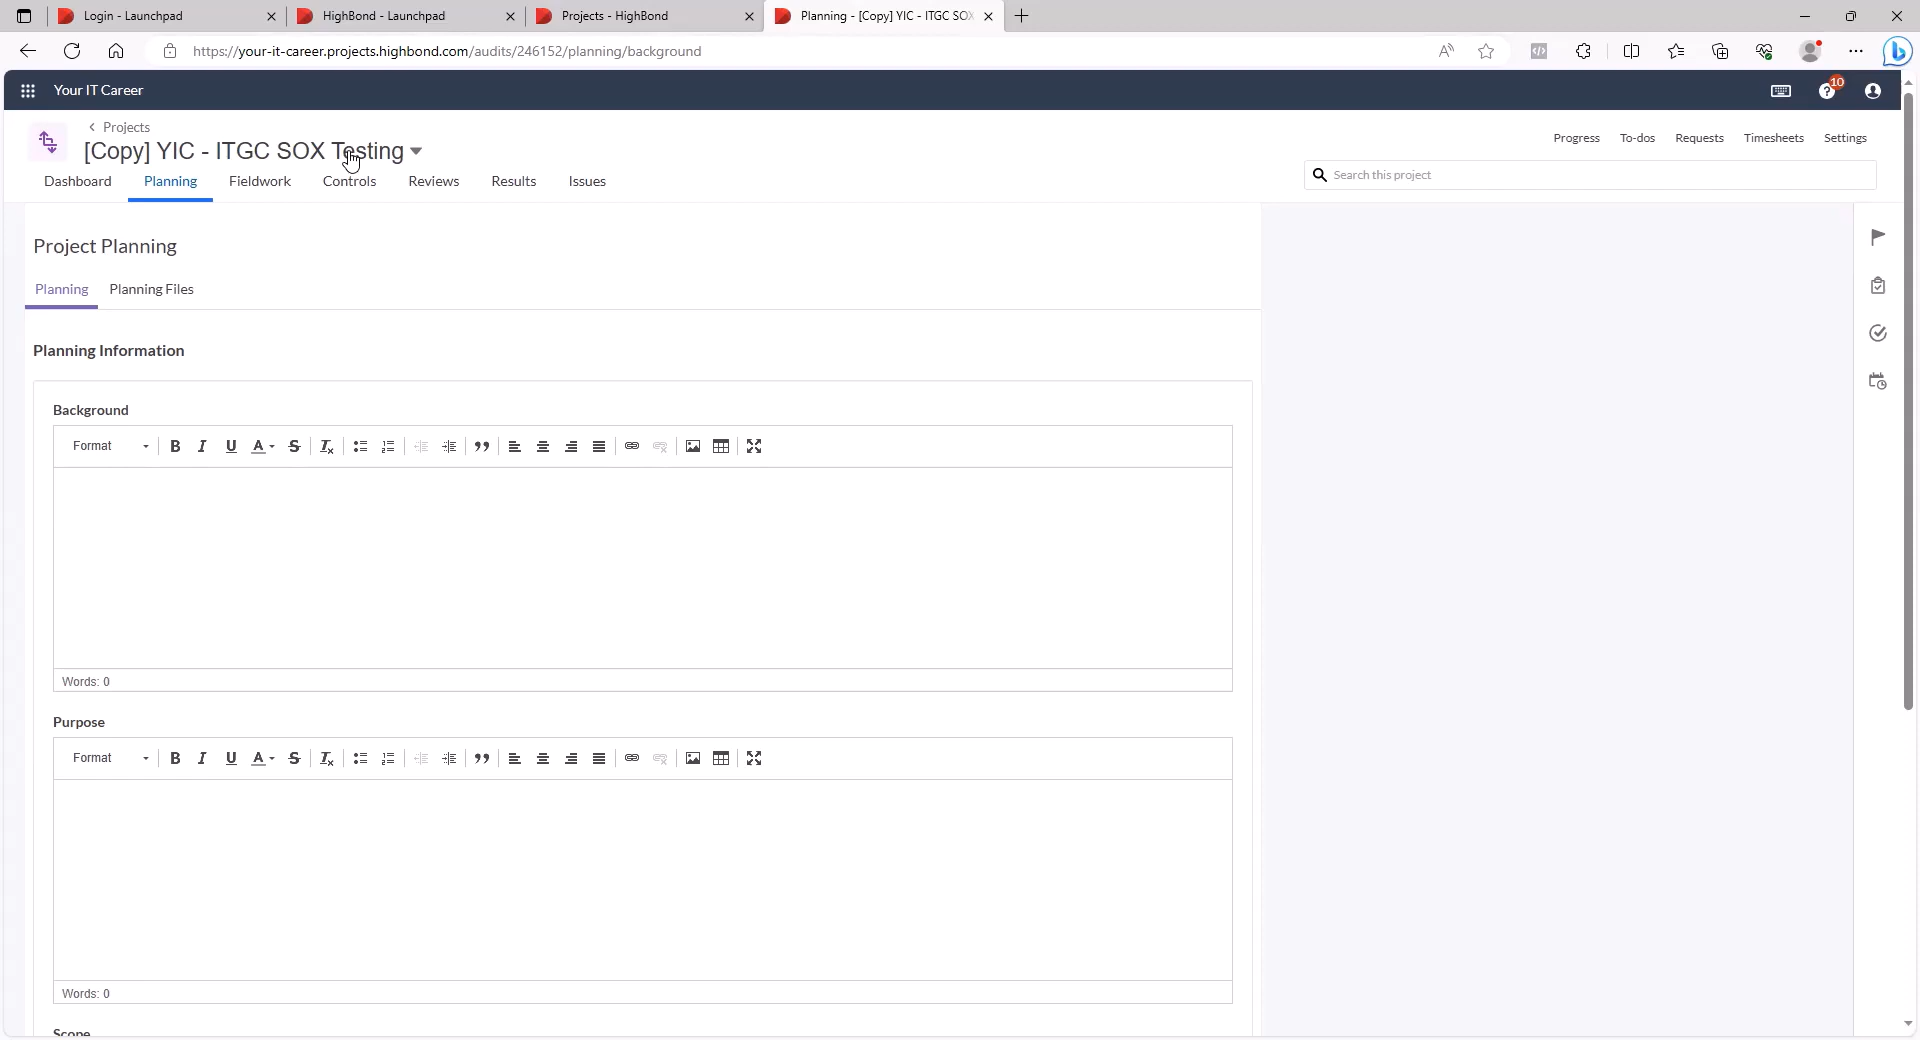 Login - Launchpad
HighBond - Launchpad
Projects - HighBond
Planning - [Copy] YIC - ITGC SOX
https://your-it-career.projects.highbond.com/audits/246152/planning/background
Your IT Career
10
Projects
[Copy] YIC - ITGC SOX Testing
Progress To-dos Requests Timesheets Settings
Search this project
Dashboard Planning Fieldwork Controls Reviews Results Issues
Project Planning
Planning Planning Files
Planning Information
Background
Format B I U A S Tx
Words: 0
Purpose
Format B I U A S Tx
Words: 0
Scope